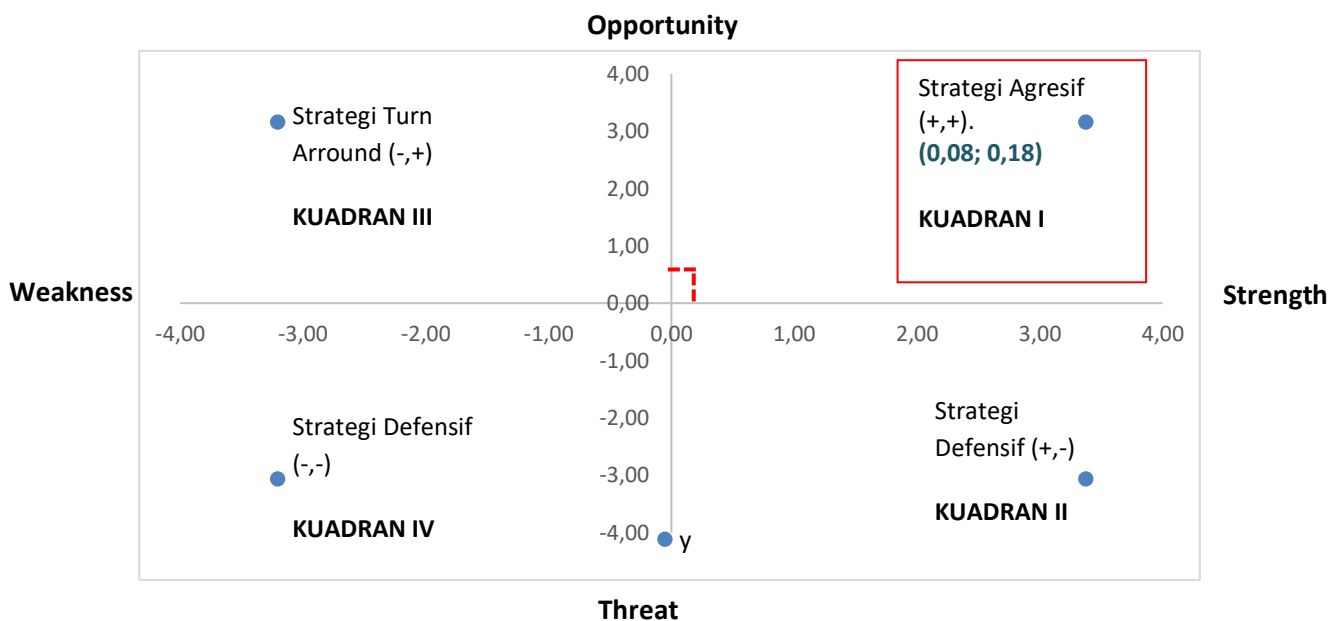 Opportunity
4,00
Strategi Turn
Arround (-,+)
KUADRAN III
Strategi Agresif
(+,+).
(0,08; 0,18)
KUADRAN I
3,00
2,00
1,00
0,00
Weakness
Strength
-4,00 -3,00 -2,00 -1,00 0,00 1,00 2,00 3,00 4,00
-1,00
-2,00
-3,00
-4,00
Strategi Defensif
(-,-)
KUADRAN IV
Strategi
Defensif (+,-)
KUADRAN II
y
Threat